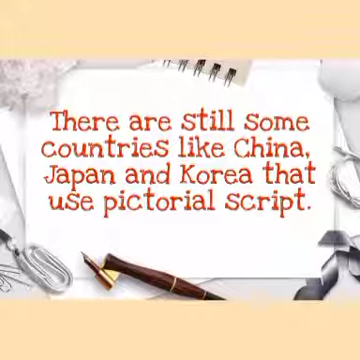 There are still some
countries like China,
Japan and Korea that
use pictorial script.